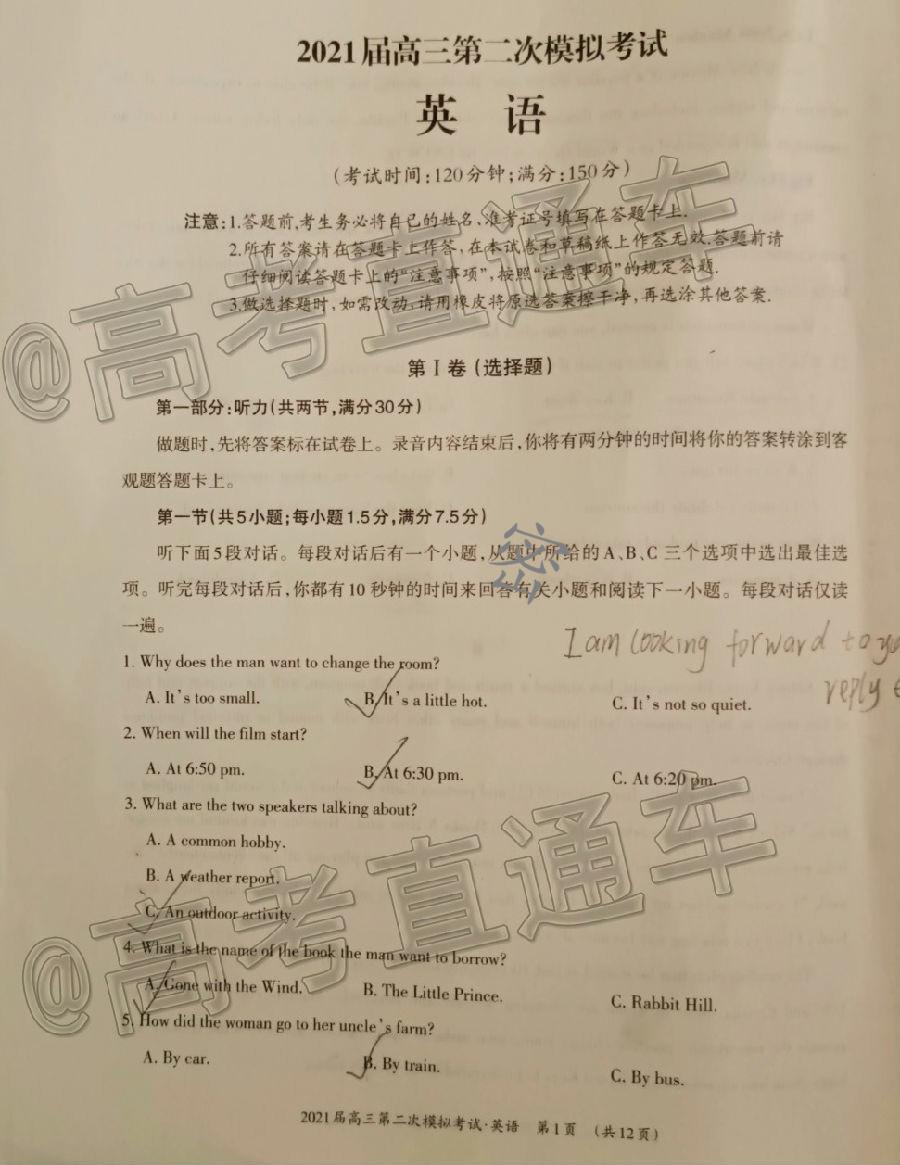 2021届高三第二次模拟考试
英 语
(考试时间:120分钟;满分:150分)
注意:1.答题前,考生务必将自已的姓名、准考证号填写在答题卡上.
2.所有答案请在答题卡上作答,在本试卷和草稿纸上作答无效.答题前请
仔细阅读答题卡上的“注意事项”,按照“注意事项”的规定答题.
3.做选择题时,如需改动,请用橡皮将原选答案擦干净,再选涂其他答案.
@高考直通车
第Ⅰ卷(选择题)
第一部分:听力(共两节,满分30分)
做题时,先将答案标在试卷上。录音内容结束后,你将有两分钟的时间将你的答案转涂到客
观题答题卡上。
第一节(共5小题;每小题1.5分,满分7.5分)
听下面5段对话。每段对话后有一个小题,从题中所给的A、B、C 三个选项中选出最佳选
项。听完每段对话后,你都有10秒钟的时间来回答有关小题和阅读下一小题。每段对话仅读
一遍。
密
I am looking forward to you
reply
1. Why does the man want to change the room?
A. It's too small. B. It's a little hot. C. It's not so quiet.
2. When will the film start?
A. At 6:50 pm. B. At 6:30 pm. C. At 6:20 pm.
3. What are the two speakers talking about?
A. A common hobby.
B. A weather report.
C. An outdoor activity.
@高考直通车
4. What is the name of the book the man want to borrow?
A. Gone with the Wind. B. The Little Prince. C. Rabbit Hill.
5. How did the woman go to her uncle's farm?
A. By car. B. By train. C. By bus.
2021届高三第二次模拟考试·英语 第1页 (共12页)